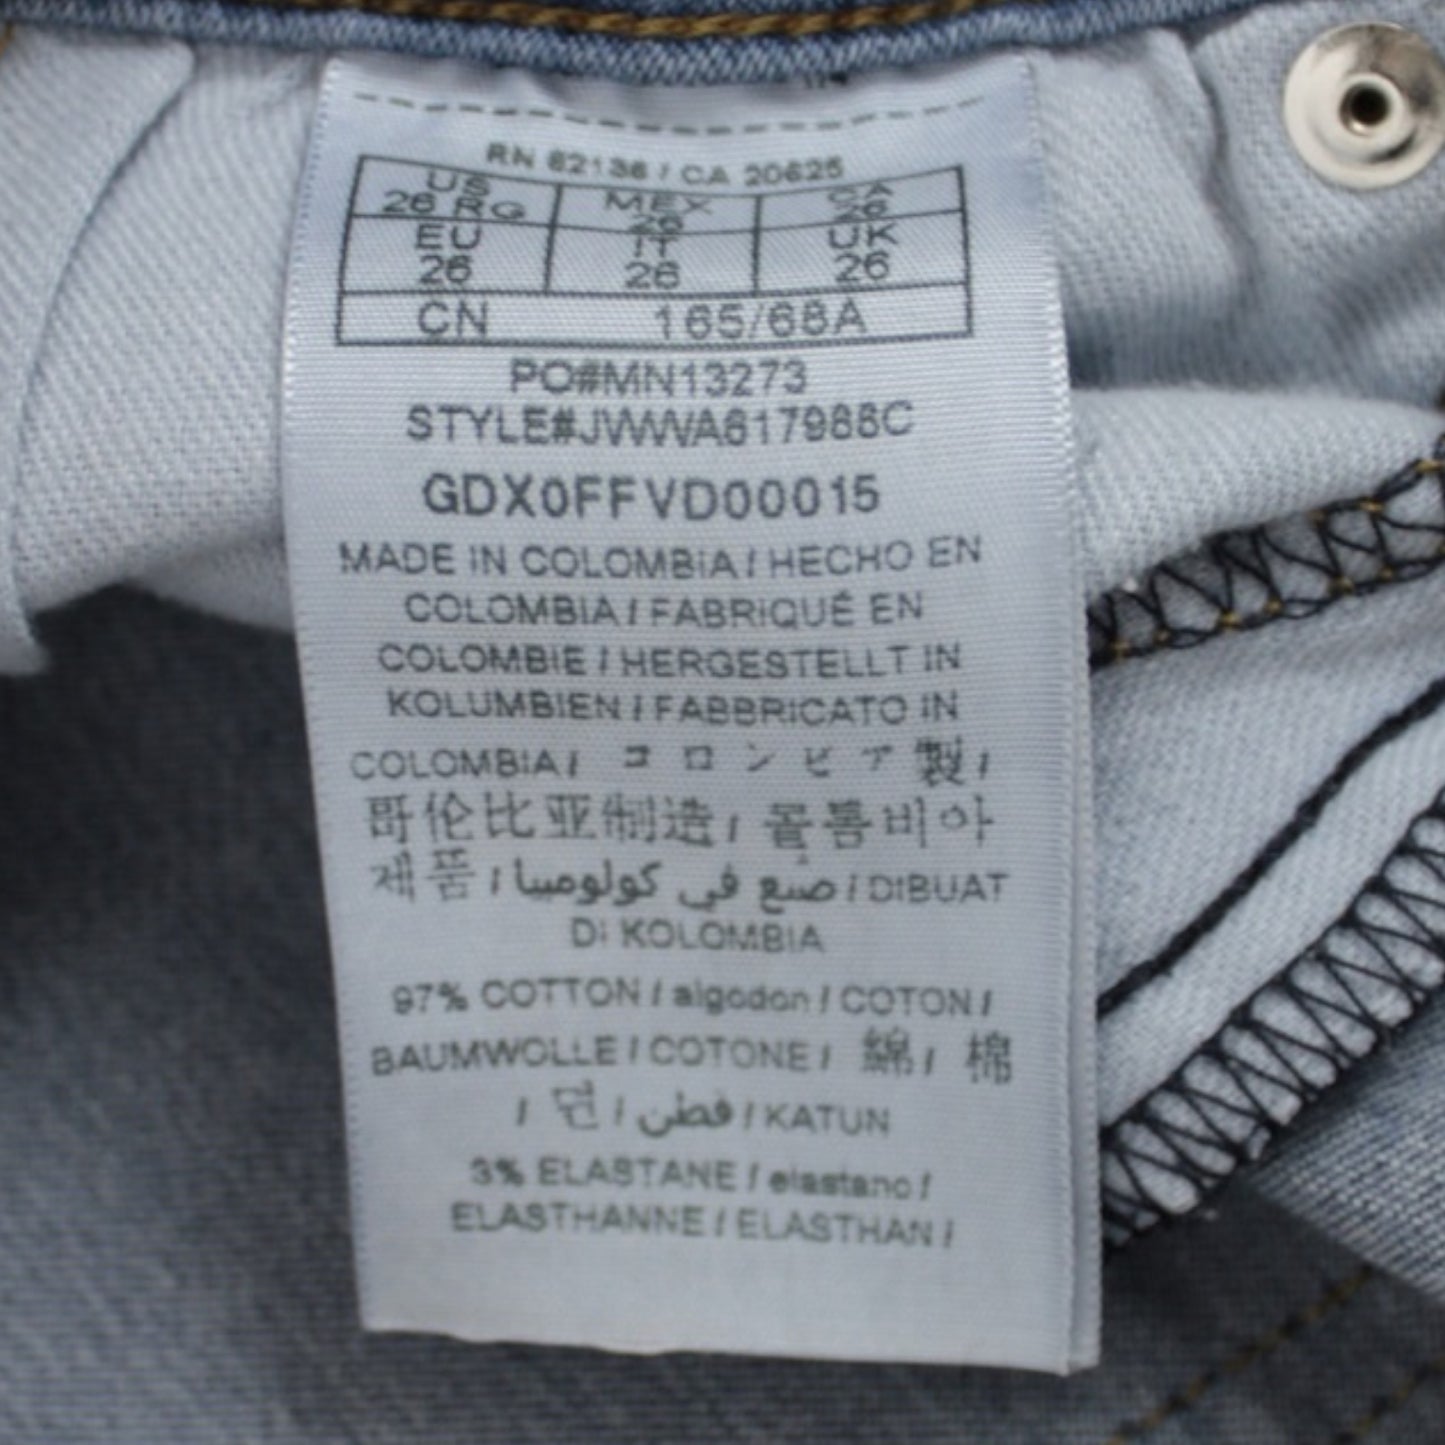 RN 62136 / CA 20625
US MEX CA
26 RG 26 26
EU IT UK
26 26 26
CN 165/68A
PO#MN13273
STYLE#JWWA617988C
GDX0FFVD00015
MADE IN COLOMBIA / HECHO EN
COLOMBIA / FABRIQUÉ EN
COLOMBIE / HERGESTELLT IN
KOLUMBIEN / FABBRICATO IN
COLOMBIA / コロンビア製 /
哥伦比亚制造 / 콜롬비아
제품 / صنع في كولومبيا / DIBUAT
DI KOLOMBIA
97% COTTON / algodon / COTON /
BAUMWOLLE / COTONE / 綿 / 棉
/ 면 / قطن / KATUN
3% ELASTANE / elastano /
ELASTHANNE / ELASTHAN /